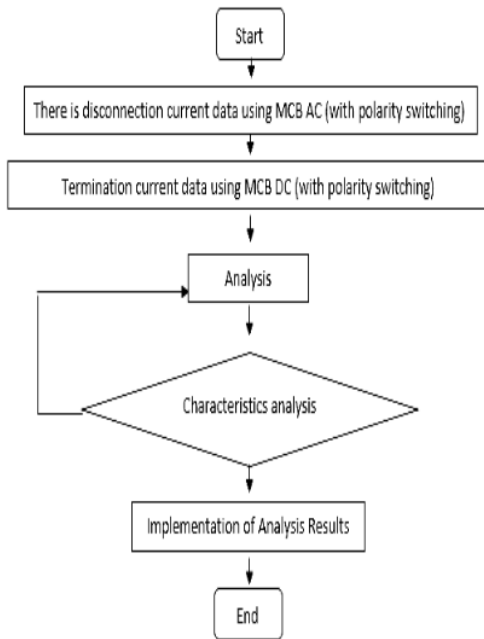 Start
There is disconnection current data using MCB AC (with polarity switching)
Termination current data using MCB DC (with polarity switching)
Analysis
Characteristics analysis
Implementation of Analysis Results
End